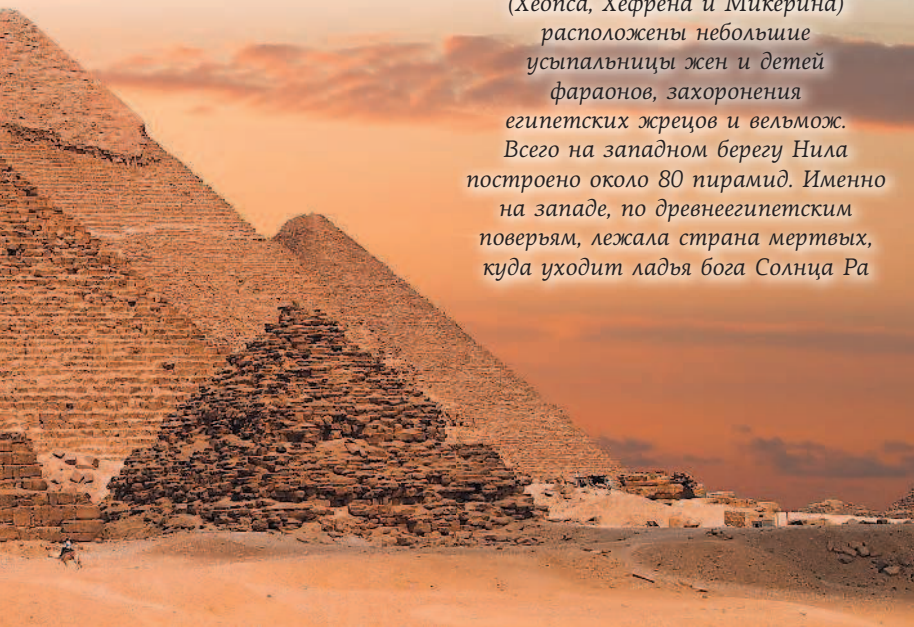 (Хеопса, Хефрена и Микерина)
расположены небольшие
усыпальницы жен и детей
фараонов, захоронения
египетских жрецов и вельмож.
Всего на западном берегу Нила
построено около 80 пирамид. Именно
на западе, по древнеегипетским
поверьям, лежала страна мертвых,
куда уходит ладья бога Солнца Ра